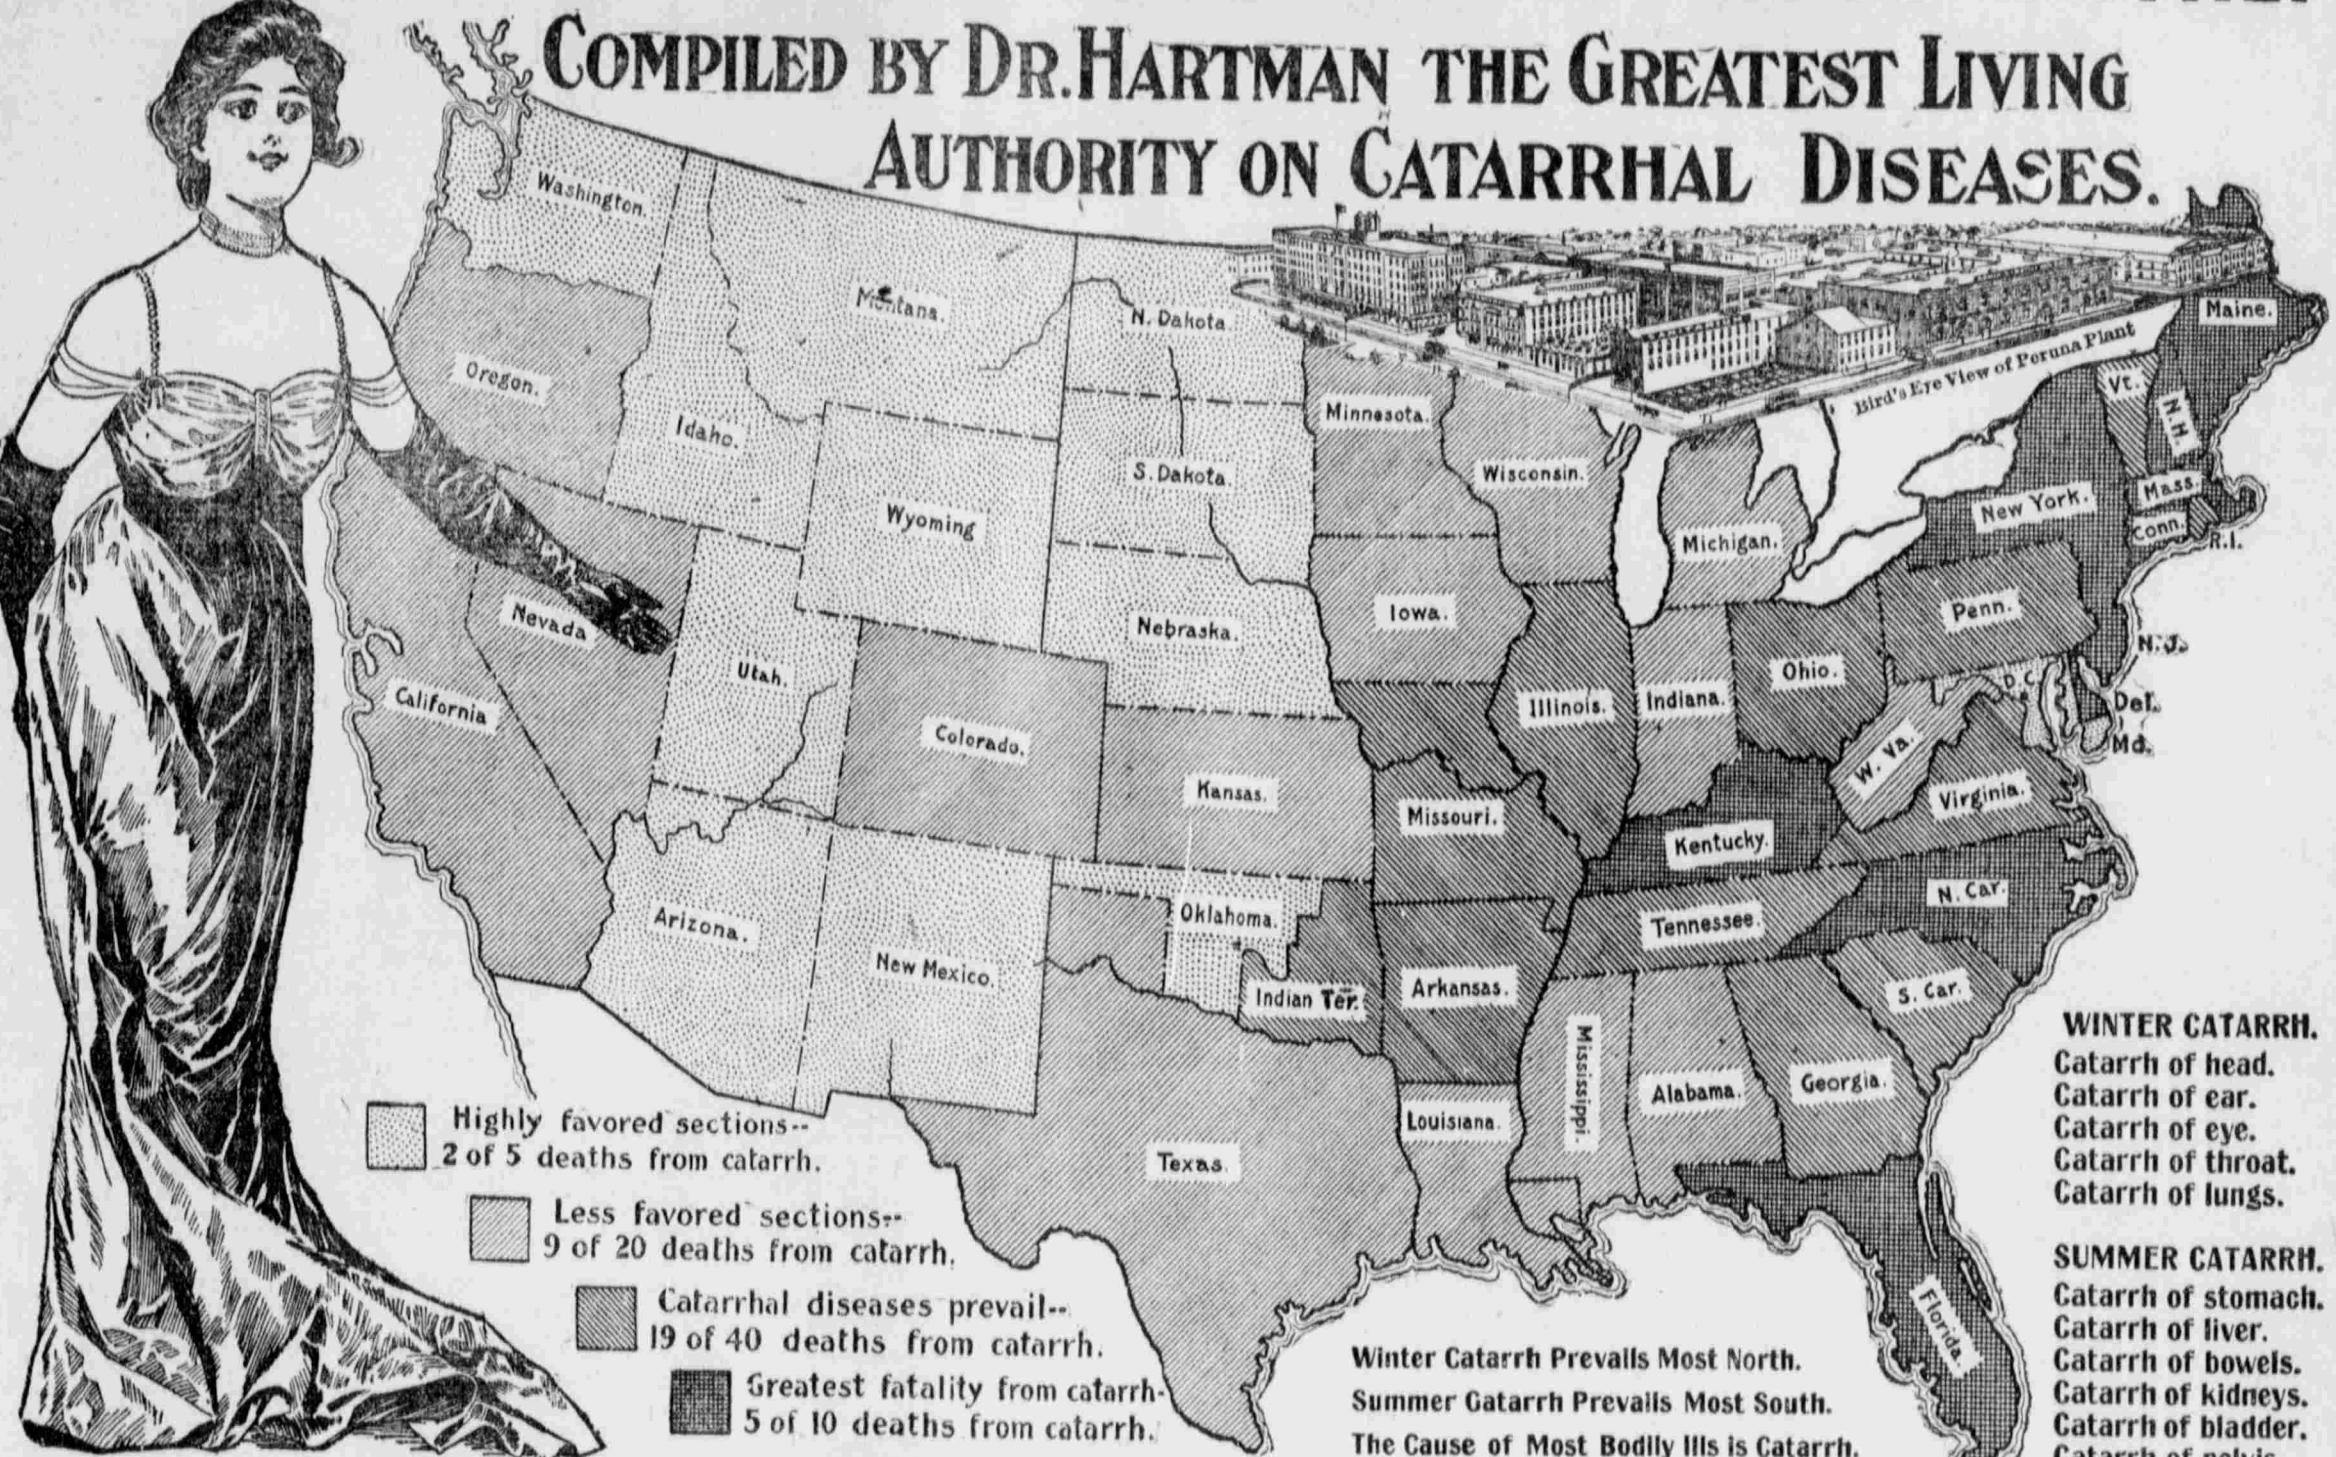 COMPILED BY DR. HARTMAN THE GREATEST LIVING
AUTHORITY ON CATARRHAL DISEASES.
Washington.
Montana.
N. Dakota
Maine.
Bird's Eye View of Peruna Plant
Oregon.
Idaho.
Minnesota.
Vt.
N.H.
S. Dakota
Wisconsin.
Wyoming
New York.
Mass.
Conn.
R.I.
Michigan.
Nevada
Nebraska.
Iowa.
Penn.
N.J.
Utah.
California
Colorado.
Illinois.
Indiana.
Ohio.
D.C.
Del.
Md.
W. Va.
Kansas.
Missouri.
Kentucky.
Virginia.
Arizona.
New Mexico.
Oklahoma.
Indian Ter.
Arkansas.
Tennessee.
N. Car.
S. Car.
Mississippi.
Alabama.
Georgia.
Louisiana.
Texas.
Florida.
Highly favored sections--
2 of 5 deaths from catarrh.
Less favored sections--
9 of 20 deaths from catarrh.
Catarrhal diseases prevail--
19 of 40 deaths from catarrh.
Greatest fatality from catarrh-
5 of 10 deaths from catarrh.
Winter Catarrh Prevails Most North.
Summer Catarrh Prevails Most South.
The Cause of Most Bodily Ills is Catarrh.
WINTER CATARRH.
Catarrh of head.
Catarrh of ear.
Catarrh of eye.
Catarrh of throat.
Catarrh of lungs.
SUMMER CATARRH.
Catarrh of stomach.
Catarrh of liver.
Catarrh of bowels.
Catarrh of kidneys.
Catarrh of bladder.
Catarrh of pelvis.